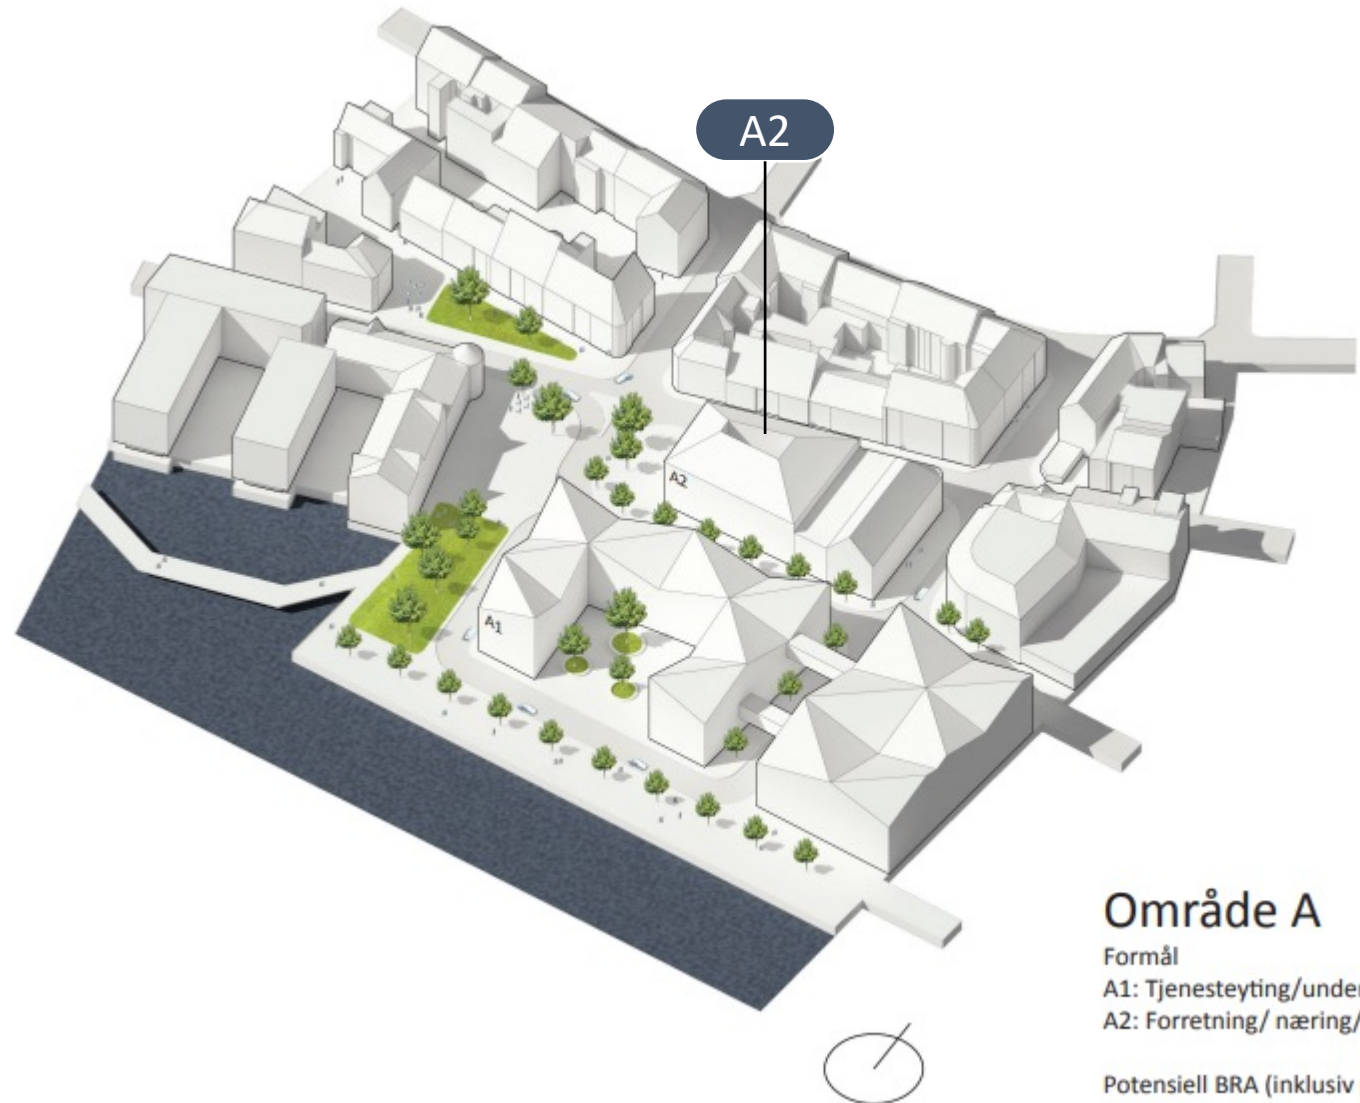 A2
A2
A1
Område A
Formål
A1: Tjenesteyting/under
A2: Forretning/ næring/
Potensiell BRA (inklusiv